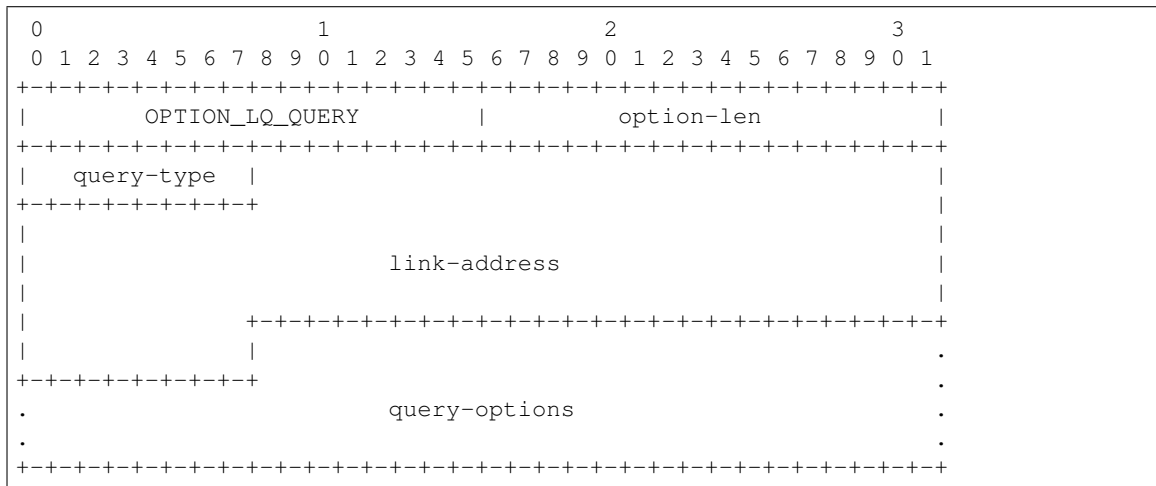 0                   1                   2                   3
 0 1 2 3 4 5 6 7 8 9 0 1 2 3 4 5 6 7 8 9 0 1 2 3 4 5 6 7 8 9 0 1
+-+-+-+-+-+-+-+-+-+-+-+-+-+-+-+-+-+-+-+-+-+-+-+-+-+-+-+-+-+-+-+-+
|        OPTION_LQ_QUERY        |         option-len            |
+-+-+-+-+-+-+-+-+-+-+-+-+-+-+-+-+-+-+-+-+-+-+-+-+-+-+-+-+-+-+-+-+
|   query-type  |                                               |
+-+-+-+-+-+-+-+-+                                               |
|                                                               |
|                         link-address                          |
|                                                               |
|               +-+-+-+-+-+-+-+-+-+-+-+-+-+-+-+-+-+-+-+-+-+-+-+-+
|               |                                               .
+-+-+-+-+-+-+-+-+                                               .
.                         query-options                         .
.                                                               .
+-+-+-+-+-+-+-+-+-+-+-+-+-+-+-+-+-+-+-+-+-+-+-+-+-+-+-+-+-+-+-+-+